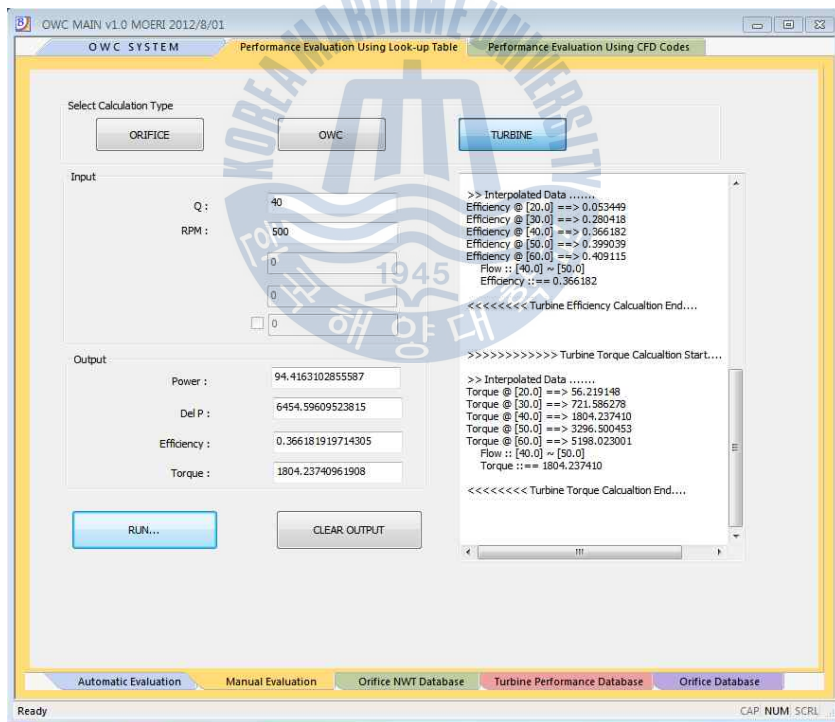 OWC MAIN v1.0 MOERI 2012/8/01
OWC SYSTEM
Performance Evaluation Using Look-up Table
Performance Evaluation Using CFD Codes
Select Calculation Type
ORIFICE
OWC
TURBINE
Input
Q :
40
RPM :
500
0
0
0
Output
Power :
94.4163102855587
Del P :
6454.59609523815
Efficiency :
0.366181919714305
Torque :
1804.23740961908
RUN...
CLEAR OUTPUT
>> Interpolated Data .......
Efficiency @ [20.0] ==> 0.053449
Efficiency @ [30.0] ==> 0.280418
Efficiency @ [40.0] ==> 0.366182
Efficiency @ [50.0] ==> 0.399039
Efficiency @ [60.0] ==> 0.409115
Flow :: [40.0] ~ [50.0]
Efficiency ::== 0.366182
<<<<<<<< Turbine Efficiency Calcualtion End....
>>>>>>>>>>>> Turbine Torque Calcualtion Start....
>> Interpolated Data .......
Torque @ [20.0] ==> 56.219148
Torque @ [30.0] ==> 721.586278
Torque @ [40.0] ==> 1804.237410
Torque @ [50.0] ==> 3296.500453
Torque @ [60.0] ==> 5198.023001
Flow :: [40.0] ~ [50.0]
Torque ::== 1804.237410
<<<<<<<< Turbine Torque Calcualtion End....
Automatic Evaluation
Manual Evaluation
Orifice NWT Database
Turbine Performance Database
Orifice Database
Ready
CAP NUM SCRL
KOREA MARITIME UNIVERSITY
1945
한국해양대학교